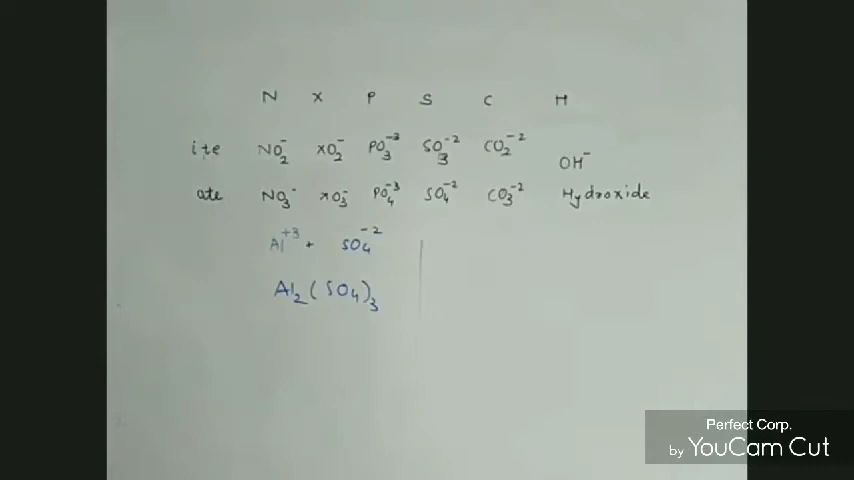 N X P S C H
ite NO₂⁻ XO₂⁻ PO₃⁻³ SO₃⁻² CO₂⁻² OH⁻
ate NO₃⁻ XO₃⁻ PO₄⁻³ SO₄⁻² CO₃⁻² Hydroxide
Al⁺³ + SO₄⁻²
Al₂(SO₄)₃
Perfect Corp.
by YouCam Cut